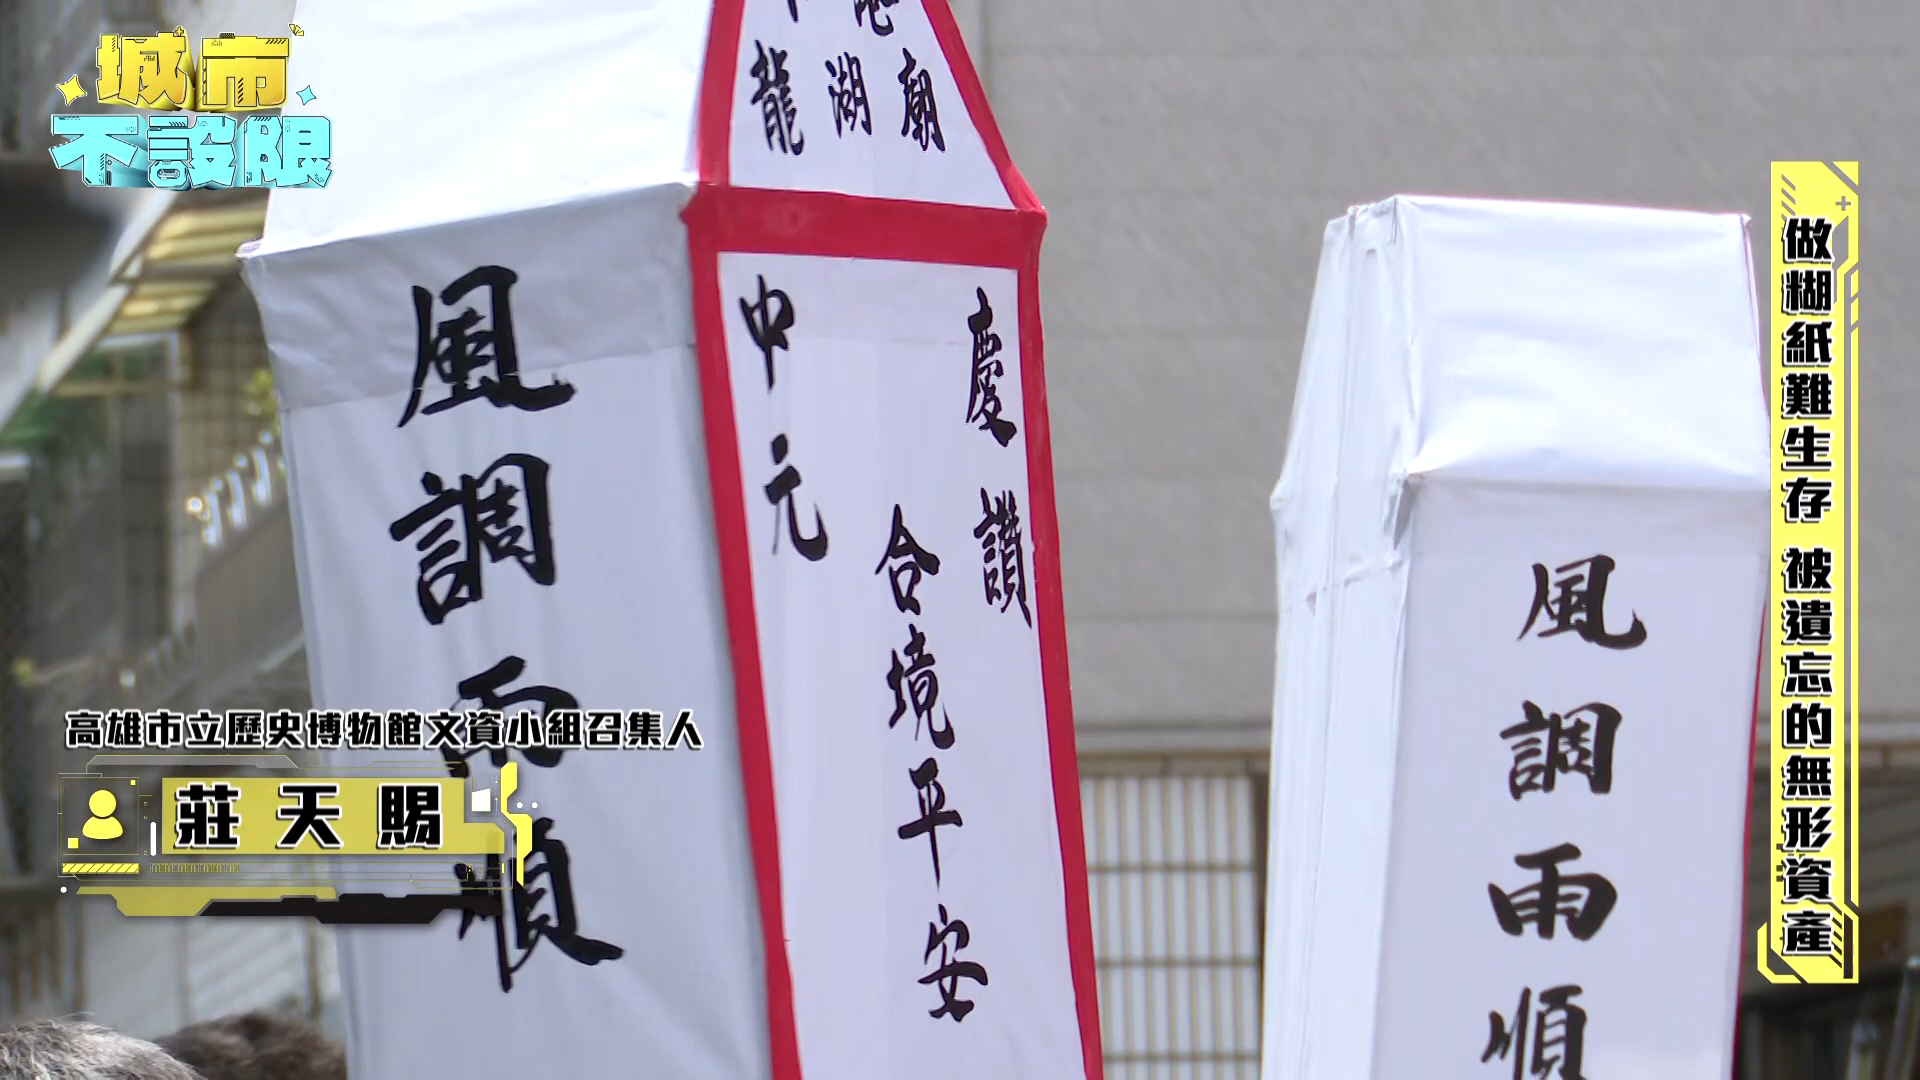 城市
不設限
龍湖廟
風調雨順
慶讚
中元
合境平安
風調雨順
做糊紙難生存 被遺忘的無形資產
高雄市立歷史博物館文資小組召集人
莊天賜